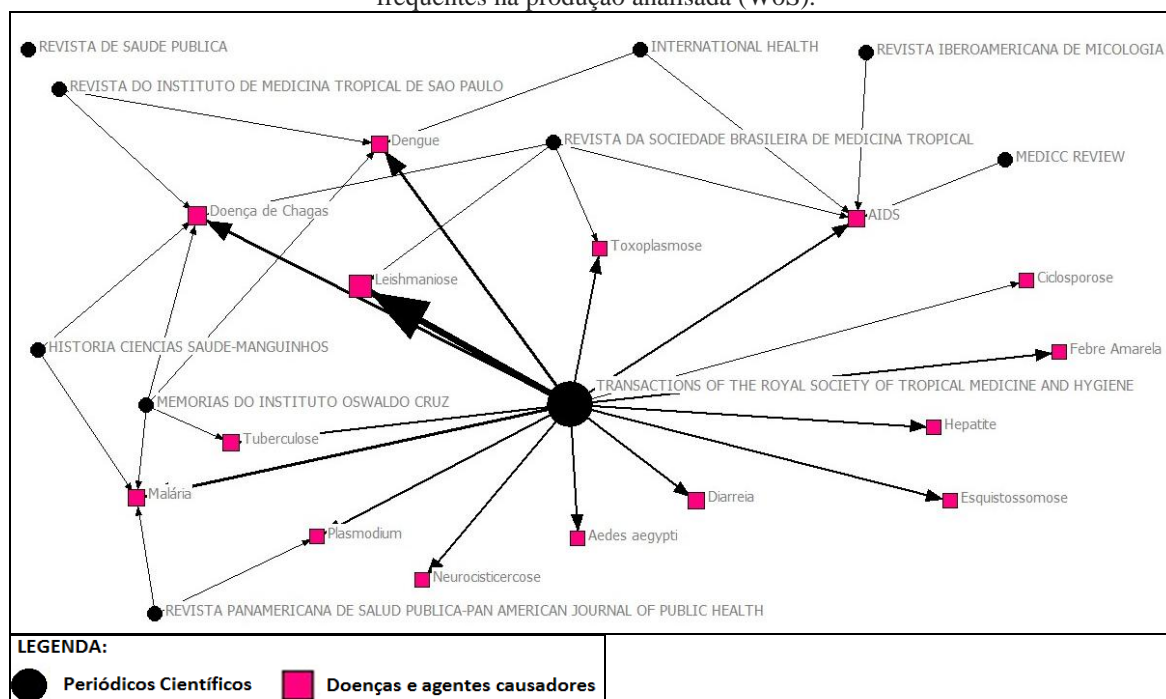 frequentes na produção analisada (WoS).
REVISTA DE SAUDE PUBLICA
INTERNATIONAL HEALTH
REVISTA IBEROAMERICANA DE MICOLOGIA
REVISTA DO INSTITUTO DE MEDICINA TROPICAL DE SAO PAULO
Dengue
REVISTA DA SOCIEDADE BRASILEIRA DE MEDICINA TROPICAL
MEDICC REVIEW
Doença de Chagas
AIDS
Toxoplasmose
Leishmaniose
Ciclosporose
HISTORIA CIENCIAS SAUDE-MANGUINHOS
Febre Amarela
TRANSACTIONS OF THE ROYAL SOCIETY OF TROPICAL MEDICINE AND HYGIENE
MEMORIAS DO INSTITUTO OSWALDO CRUZ
Hepatite
Tuberculose
Malária
Diarreia
Esquistossomose
Plasmodium
Aedes aegypti
Neurocisticercose
REVISTA PANAMERICANA DE SALUD PUBLICA-PAN AMERICAN JOURNAL OF PUBLIC HEALTH
LEGENDA:
Periódicos Científicos
Doenças e agentes causadores